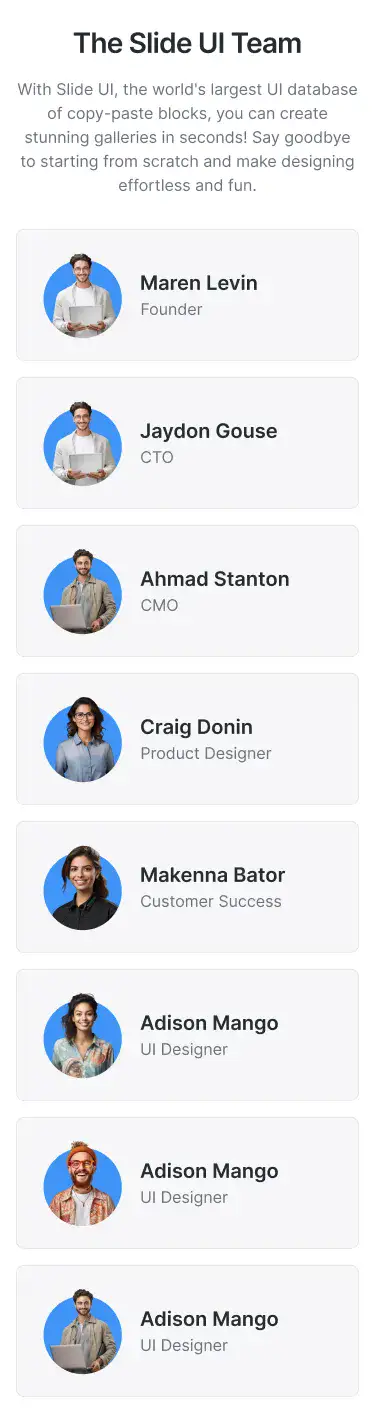 The Slide UI Team
With Slide UI, the world's largest UI database
of copy-paste blocks, you can create
stunning galleries in seconds! Say goodbye
to starting from scratch and make designing
effortless and fun.
Maren Levin
Founder
Jaydon Gouse
CTO
Ahmad Stanton
CMO
Craig Donin
Product Designer
Makenna Bator
Customer Success
Adison Mango
UI Designer
Adison Mango
UI Designer
Adison Mango
UI Designer